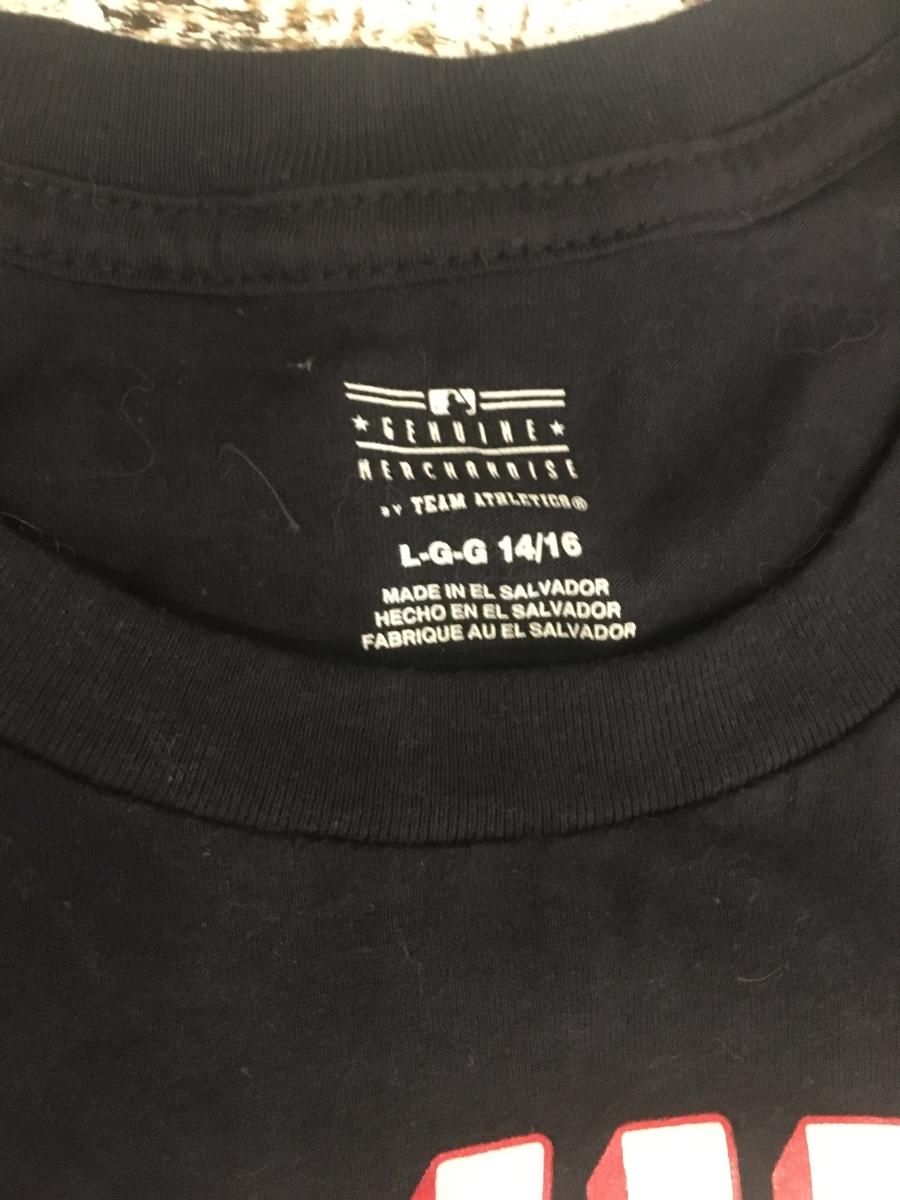 ★ GENUINE ★
MERCHANDISE
BY TEAM ATHLETICS®
L-G-G 14/16
MADE IN EL SALVADOR
HECHO EN EL SALVADOR
FABRIQUE AU EL SALVADOR